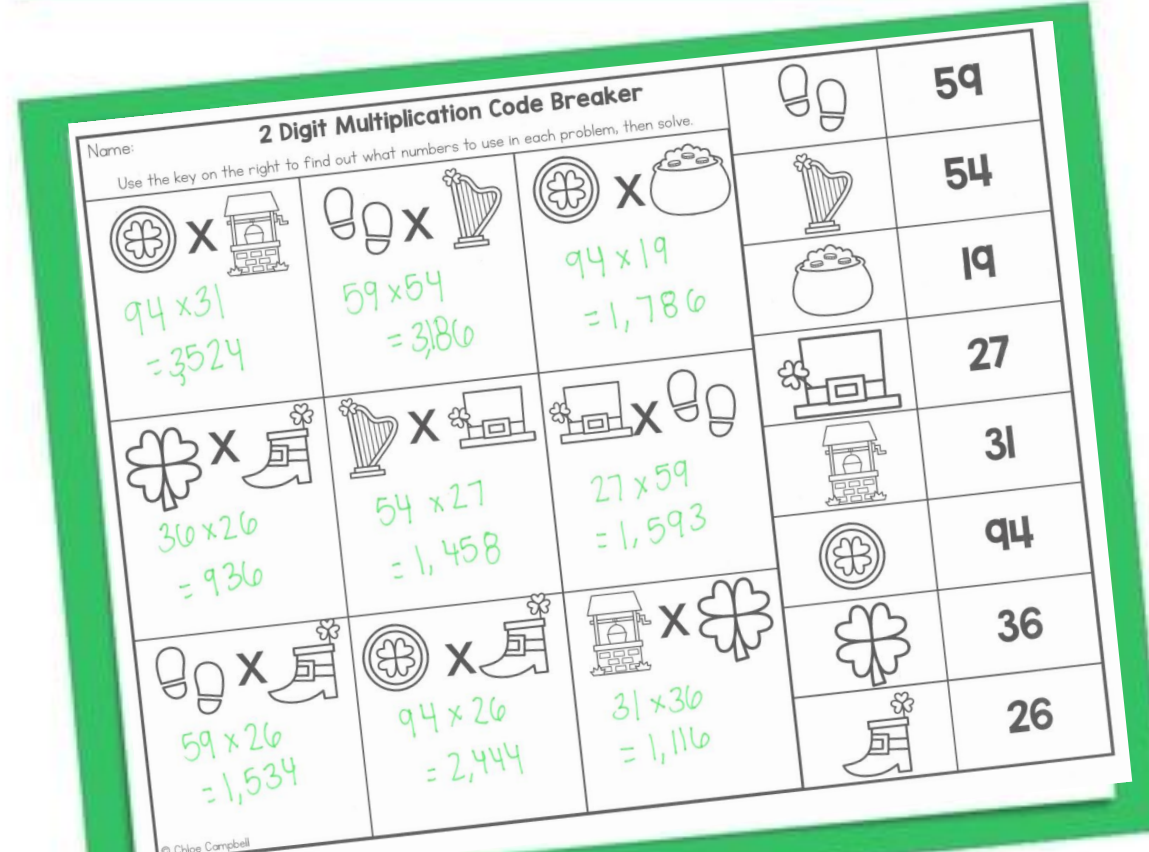 2 Digit Multiplication Code Breaker
Name:
Use the key on the right to find out what numbers to use in each problem, then solve.
X
94 x 31
= 3,524
X
59 x 54
= 3,186
X
94 x 19
= 1,786
X
36 x 26
= 936
X
54 x 27
= 1,458
X
27 x 59
= 1,593
X
59 x 26
= 1,534
X
94 x 26
= 2,444
X
31 x 36
= 1,116
59
54
19
27
31
94
36
26
© Chloe Campbell